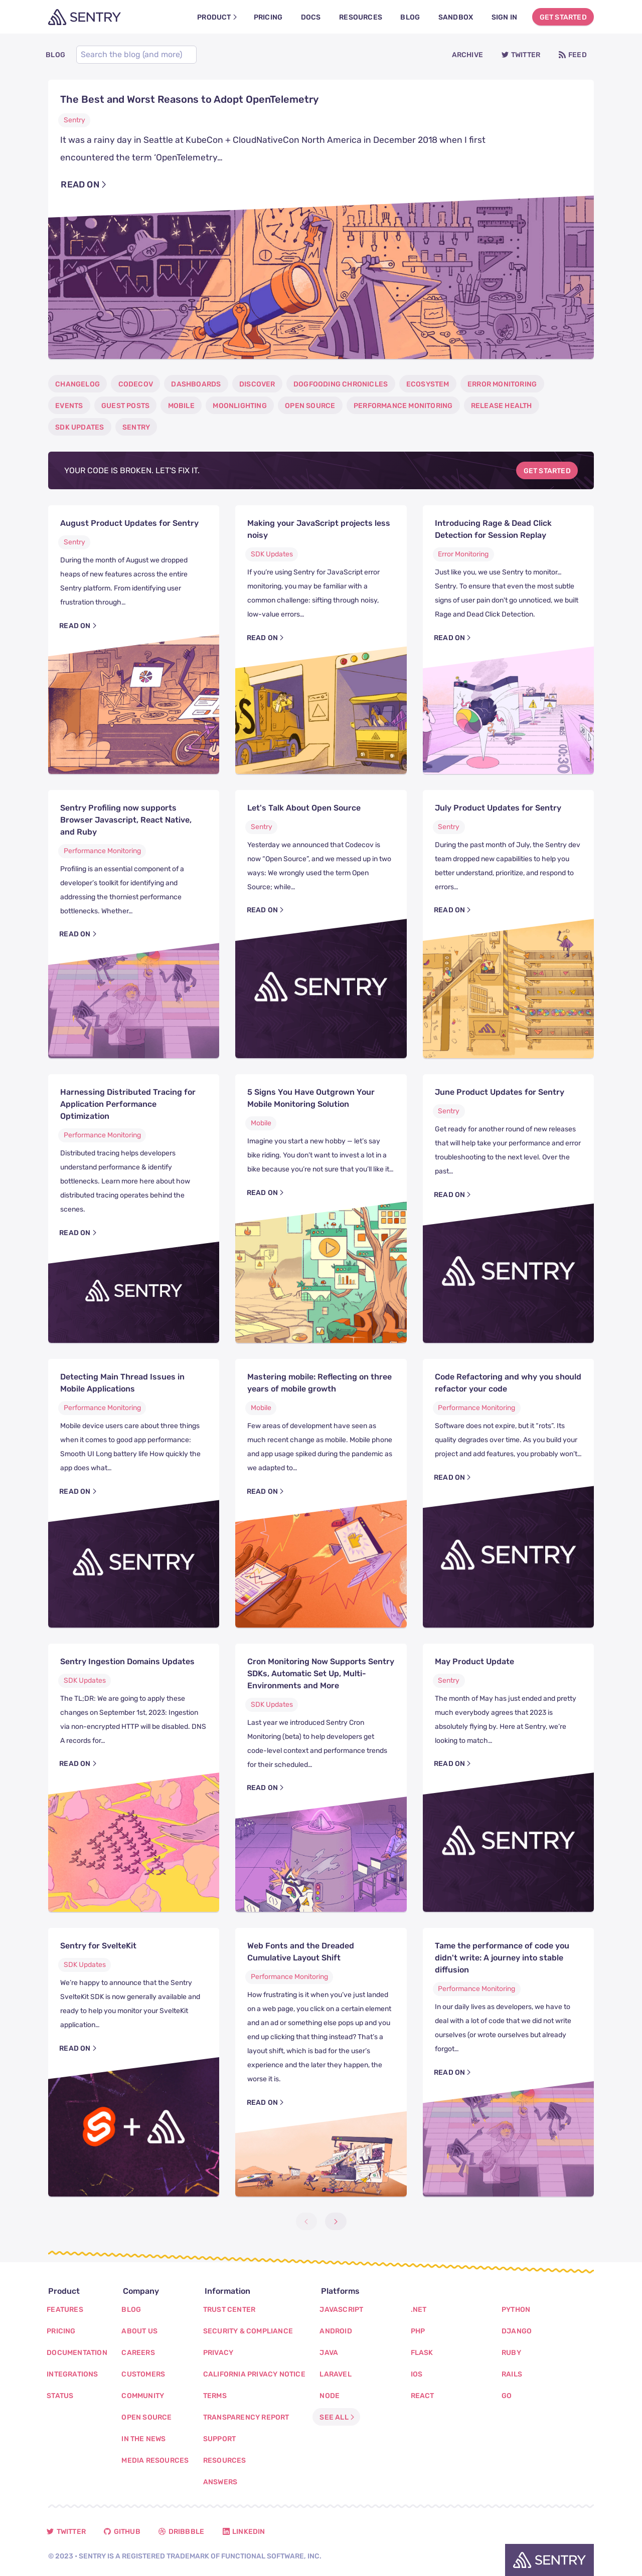 SENTRY
PRODUCT
PRICING
DOCS
RESOURCES
BLOG
SANDBOX
SIGN IN
GET STARTED
BLOG
Search the blog (and more)
ARCHIVE
TWITTER
FEED
The Best and Worst Reasons to Adopt OpenTelemetry
Sentry
It was a rainy day in Seattle at KubeCon + CloudNativeCon North America in December 2018 when I first
encountered the term ‘OpenTelemetry…
READ ON
CHANGELOG
CODECOV
DASHBOARDS
DISCOVER
DOGFOODING CHRONICLES
ECOSYSTEM
ERROR MONITORING
EVENTS
GUEST POSTS
MOBILE
MOONLIGHTING
OPEN SOURCE
PERFORMANCE MONITORING
RELEASE HEALTH
SDK UPDATES
SENTRY
YOUR CODE IS BROKEN. LET'S FIX IT.
GET STARTED
August Product Updates for Sentry
Sentry
During the month of August we dropped
heaps of new features across the entire
Sentry platform. From identifying user
frustration through…
READ ON
Making your JavaScript projects less
noisy
SDK Updates
If you're using Sentry for JavaScript error
monitoring, you may be familiar with a
common challenge: sifting through noisy,
low-value errors…
READ ON
Introducing Rage & Dead Click
Detection for Session Replay
Error Monitoring
Just like you, we use Sentry to monitor…
Sentry. To ensure that even the most subtle
signs of user pain don't go unnoticed, we built
Rage and Dead Click Detection.
READ ON
00:30
Sentry Profiling now supports
Browser Javascript, React Native,
and Ruby
Performance Monitoring
Profiling is an essential component of a
developer's toolkit for identifying and
addressing the thorniest performance
bottlenecks. Whether…
READ ON
Let's Talk About Open Source
Sentry
Yesterday we announced that Codecov is
now “Open Source”, and we messed up in two
ways: We wrongly used the term Open
Source; while…
READ ON
SENTRY
July Product Updates for Sentry
Sentry
During the past month of July, the Sentry dev
team dropped new capabilities to help you
better understand, prioritize, and respond to
errors…
READ ON
Harnessing Distributed Tracing for
Application Performance
Optimization
Performance Monitoring
Distributed tracing helps developers
understand performance & identify
bottlenecks. Learn more here about how
distributed tracing operates behind the
scenes.
READ ON
SENTRY
5 Signs You Have Outgrown Your
Mobile Monitoring Solution
Mobile
Imagine you start a new hobby — let's say
bike riding. You don't want to invest a lot in a
bike because you're not sure that you'll like it…
READ ON
June Product Updates for Sentry
Sentry
Get ready for another round of new releases
that will help take your performance and error
troubleshooting to the next level. Over the
past…
READ ON
SENTRY
Detecting Main Thread Issues in
Mobile Applications
Performance Monitoring
Mobile device users care about three things
when it comes to good app performance:
Smooth UI Long battery life How quickly the
app does what…
READ ON
SENTRY
Mastering mobile: Reflecting on three
years of mobile growth
Mobile
Few areas of development have seen as
much recent change as mobile. Mobile phone
and app usage spiked during the pandemic as
we adapted to…
READ ON
Code Refactoring and why you should
refactor your code
Performance Monitoring
Software does not expire, but it “rots”. Its
quality degrades over time. As you build your
project and add features, you probably won't…
READ ON
SENTRY
Sentry Ingestion Domains Updates
SDK Updates
The TL;DR: We are going to apply these
changes on September 1st, 2023: Ingestion
via non-encrypted HTTP will be disabled. DNS
A records for…
READ ON
Cron Monitoring Now Supports Sentry
SDKs, Automatic Set Up, Multi-
Environments and More
SDK Updates
Last year we introduced Sentry Cron
Monitoring (beta) to help developers get
code-level context and performance trends
for their scheduled…
READ ON
May Product Update
Sentry
The month of May has just ended and pretty
much everybody agrees that 2023 is
absolutely flying by. Here at Sentry, we're
looking to match…
READ ON
SENTRY
Sentry for SvelteKit
SDK Updates
We're happy to announce that the Sentry
SvelteKit SDK is now generally available and
ready to help you monitor your SvelteKit
application…
READ ON
+
Web Fonts and the Dreaded
Cumulative Layout Shift
Performance Monitoring
How frustrating is it when you've just landed
on a web page, you click on a certain element
and an ad or something else pops up and you
end up clicking that thing instead? That's a
layout shift, which is bad for the user's
experience and the later they happen, the
worse it is.
READ ON
Tame the performance of code you
didn't write: A journey into stable
diffusion
Performance Monitoring
In our daily lives as developers, we have to
deal with a lot of code that we did not write
ourselves (or wrote ourselves but already
forgot…
READ ON
Product
FEATURES
PRICING
DOCUMENTATION
INTEGRATIONS
STATUS
Company
BLOG
ABOUT US
CAREERS
CUSTOMERS
COMMUNITY
OPEN SOURCE
IN THE NEWS
MEDIA RESOURCES
Information
TRUST CENTER
SECURITY & COMPLIANCE
PRIVACY
CALIFORNIA PRIVACY NOTICE
TERMS
TRANSPARENCY REPORT
SUPPORT
RESOURCES
ANSWERS
Platforms
JAVASCRIPT
ANDROID
JAVA
LARAVEL
NODE
SEE ALL
.NET
PHP
FLASK
IOS
REACT
PYTHON
DJANGO
RUBY
RAILS
GO
TWITTER
GITHUB
DRIBBBLE
LINKEDIN
© 2023 • SENTRY IS A REGISTERED TRADEMARK OF FUNCTIONAL SOFTWARE, INC.
SENTRY